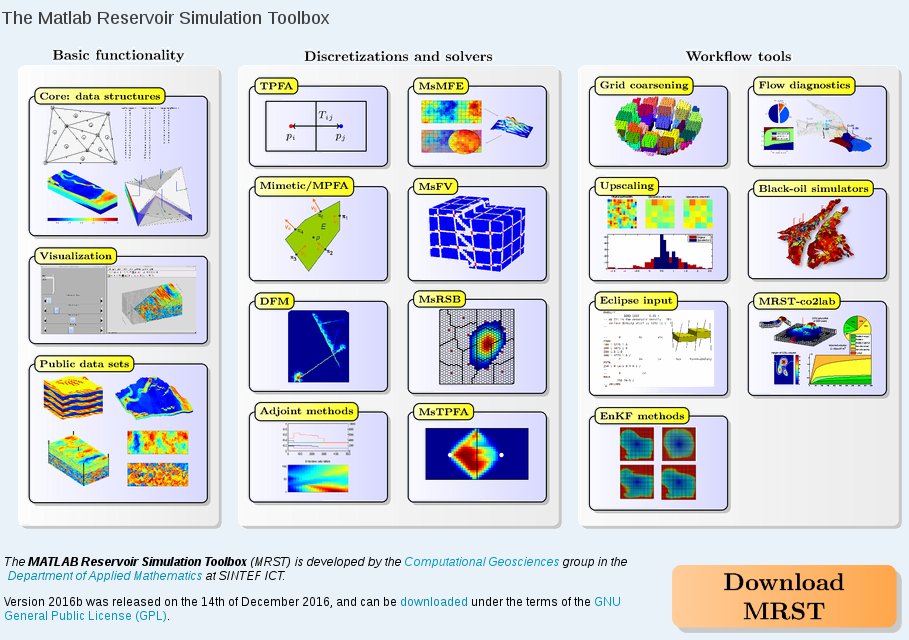 The Matlab Reservoir Simulation Toolbox
Basic functionality
Core: data structures
Visualization
Public data sets
Discretizations and solvers
TPFA
T_ij
p_i
p_j
MsMFE
Mimetic/MPFA
E
MsFV
DFM
MsRSB
Adjoint methods
MsTPFA
Workflow tools
Grid coarsening
Flow diagnostics
Upscaling
Black-oil simulators
Eclipse input
MRST-co2lab
EnKF methods
The MATLAB Reservoir Simulation Toolbox (MRST) is developed by the Computational Geosciences group in the
Department of Applied Mathematics at SINTEF ICT.
Version 2016b was released on the 14th of December 2016, and can be downloaded under the terms of the GNU
General Public License (GPL).
Download
MRST